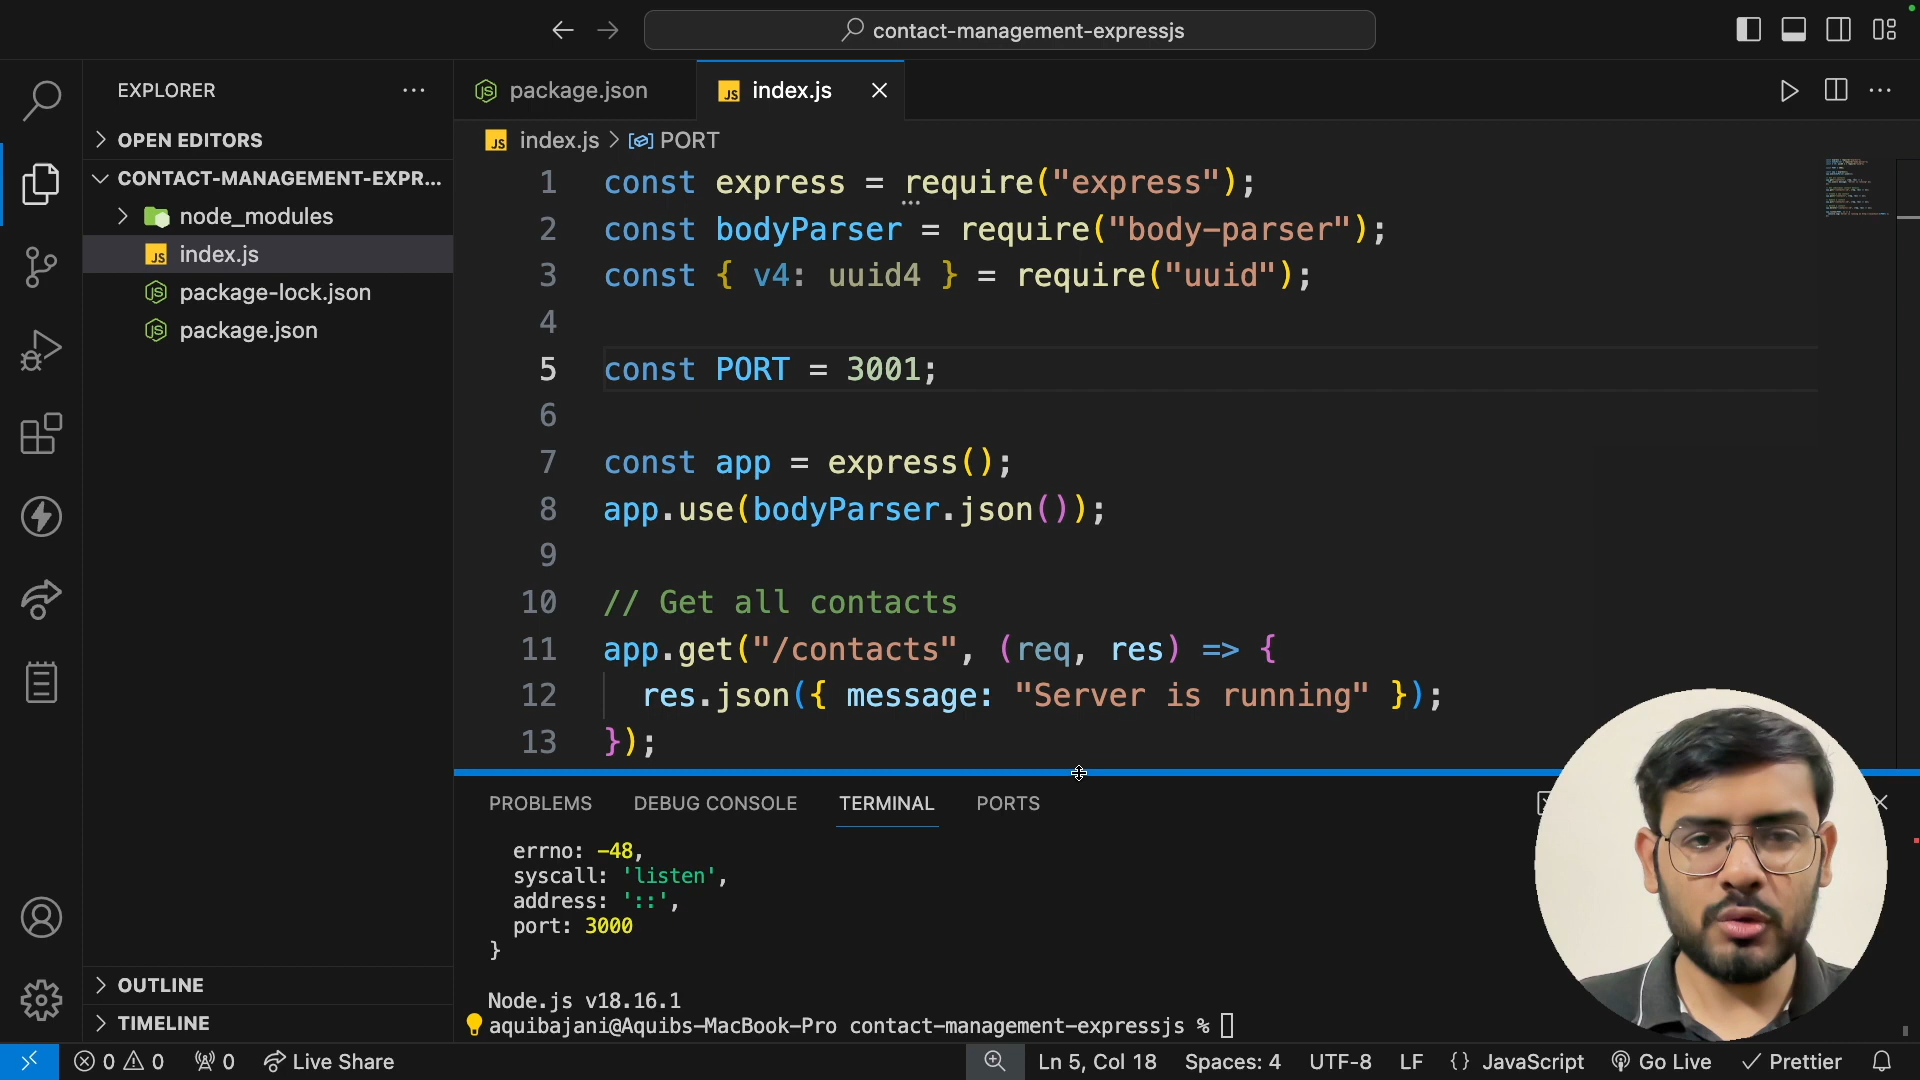 contact-management-expressjs
EXPLORER
OPEN EDITORS
CONTACT-MANAGEMENT-EXPR...
node_modules
index.js
package-lock.json
package.json
OUTLINE
TIMELINE
package.json
JS index.js
JS index.js > PORT
1 const express = require("express");
2 const bodyParser = require("body-parser");
3 const { v4: uuid4 } = require("uuid");
4
5 const PORT = 3001;
6
7 const app = express();
8 app.use(bodyParser.json());
9
10 // Get all contacts
11 app.get("/contacts", (req, res) => {
12 res.json({ message: "Server is running" });
13 });
PROBLEMS DEBUG CONSOLE TERMINAL PORTS
errno: -48,
syscall: 'listen',
address: '::',
port: 3000
}
Node.js v18.16.1
aquibajani@Aquibs-MacBook-Pro contact-management-expressjs %
0 0 0 Live Share Ln 5, Col 18 Spaces: 4 UTF-8 LF {} JavaScript Go Live Prettier